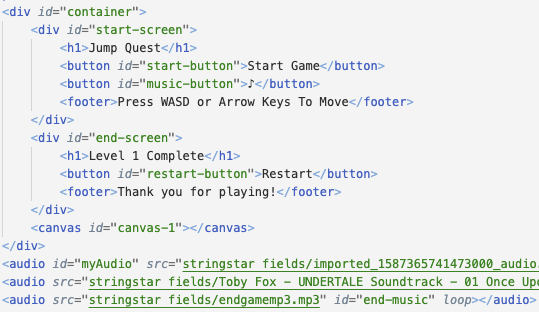 <div id="container">
<div id="start-screen">
<h1>Jump Quest</h1>
<button id="start-button">Start Game</button>
<button id="music-button">♪</button>
<footer>Press WASD or Arrow Keys To Move</footer>
</div>
<div id="end-screen">
<h1>Level 1 Complete</h1>
<button id="restart-button">Restart</button>
<footer>Thank you for playing!</footer>
</div>
<canvas id="canvas-1"></canvas>
</div>
<audio id="myAudio" src="stringstar fields/imported_1587365741473000_audio.
<audio src="stringstar fields/Toby Fox – UNDERTALE Soundtrack – 01 Once Up
<audio src="stringstar fields/endgamemp3.mp3" id="end-music" loop></audio>